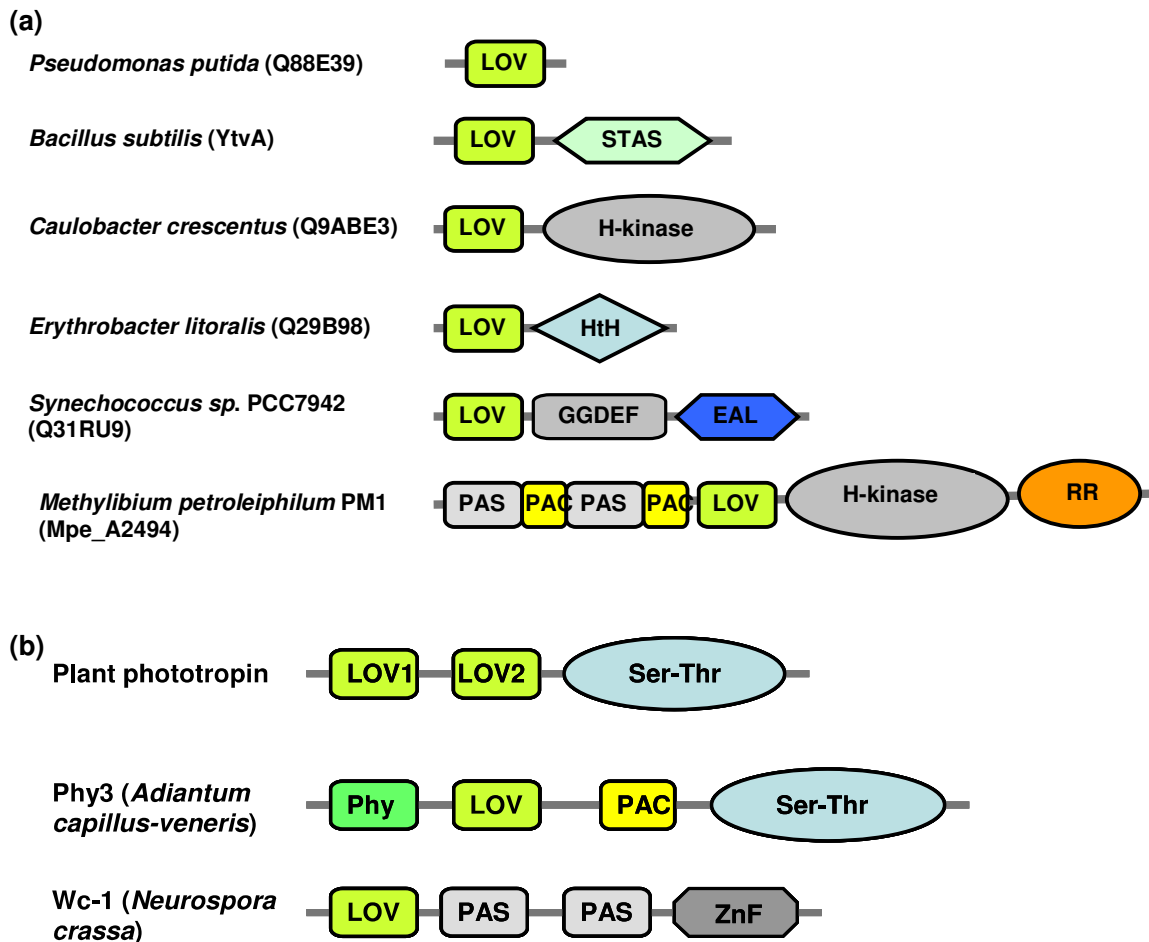 (a)
Pseudomonas putida (Q88E39)
LOV
Bacillus subtilis (YtvA)
LOV STAS
Caulobacter crescentus (Q9ABE3)
LOV H-kinase
Erythrobacter litoralis (Q29B98)
LOV HtH
Synechococcus sp. PCC7942
(Q31RU9)
LOV GGDEF EAL
Methylibium petroleiphilum PM1
(Mpe_A2494)
PAS PAC PAS PAC LOV H-kinase RR
(b)
Plant phototropin
LOV1 LOV2 Ser-Thr
Phy3 (Adiantum
capillus-veneris)
Phy LOV PAC Ser-Thr
Wc-1 (Neurospora
crassa)
LOV PAS PAS ZnF